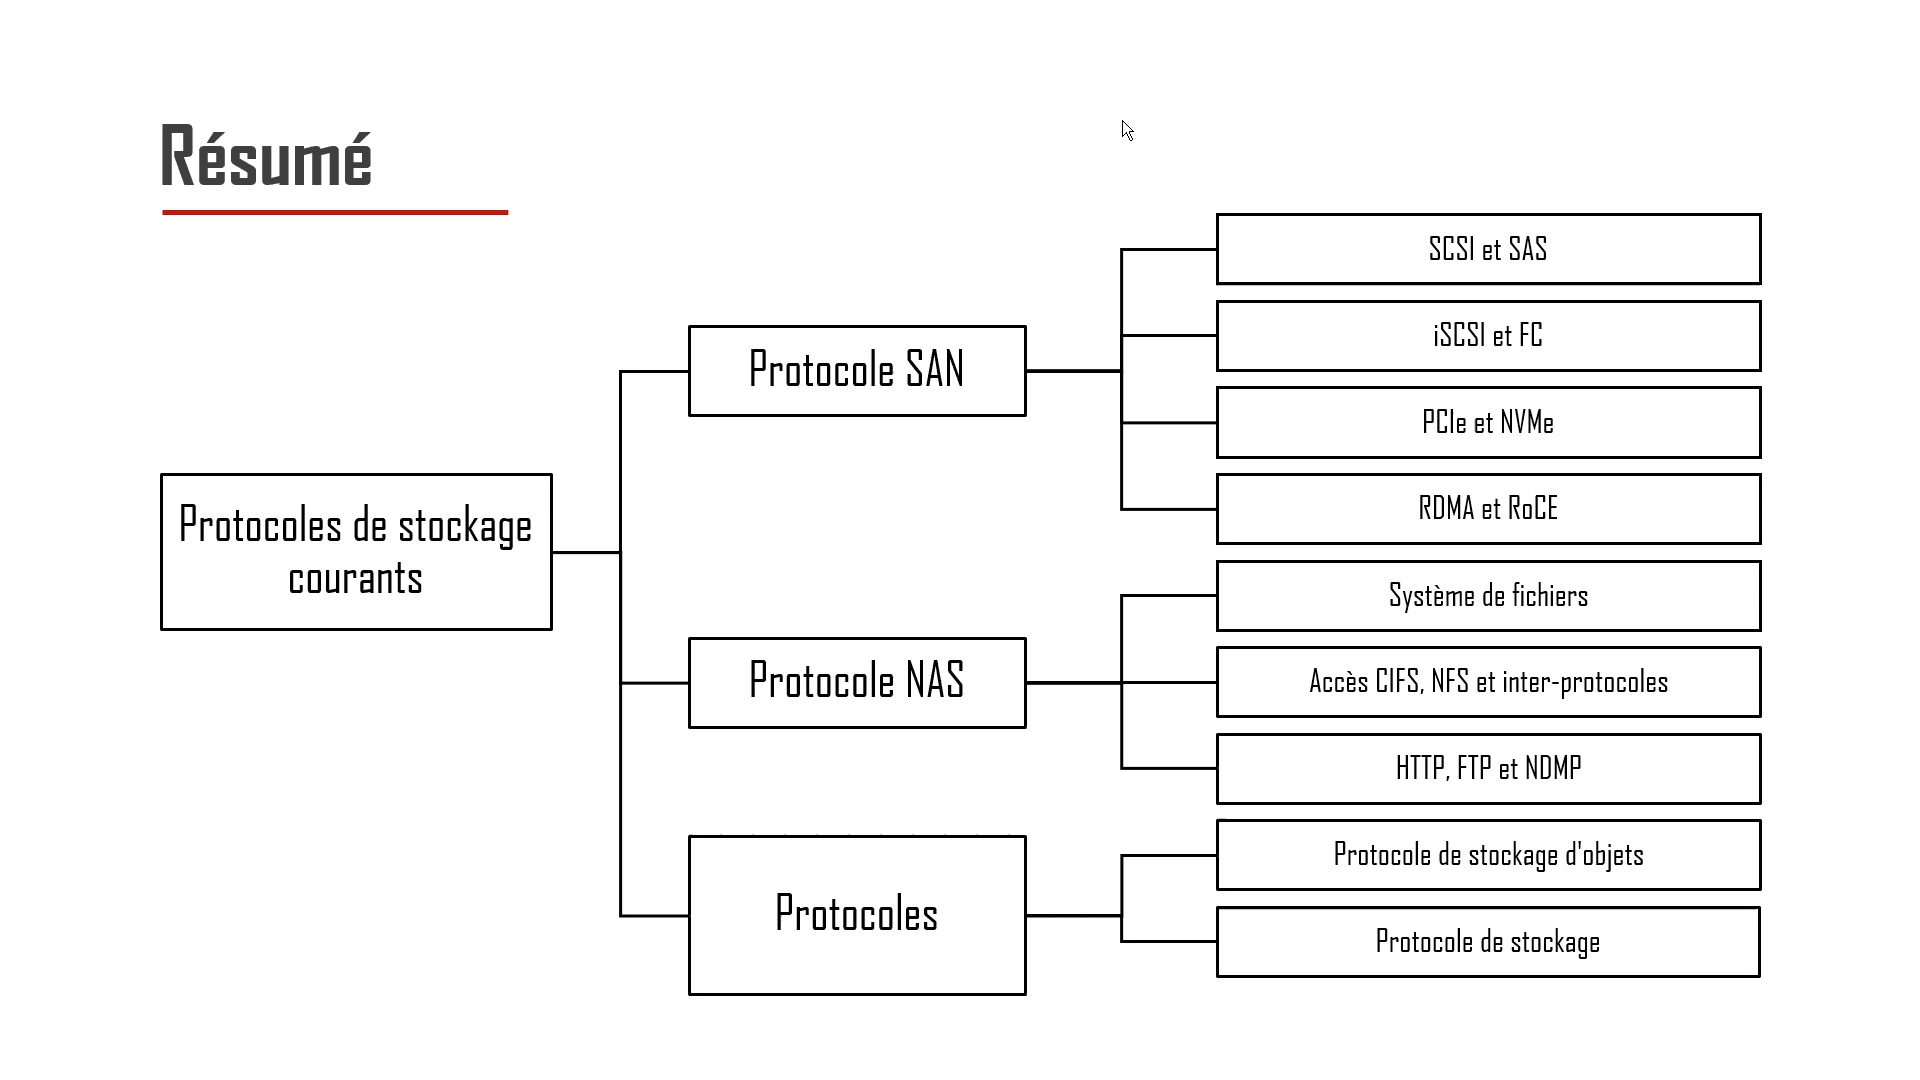 Résumé
Protocoles de stockage
courants
Protocole SAN
SCSI et SAS
iSCSI et FC
PCIe et NVMe
RDMA et RoCE
Protocole NAS
Système de fichiers
Accès CIFS, NFS et inter-protocoles
HTTP, FTP et NDMP
Protocoles
Protocole de stockage d'objets
Protocole de stockage